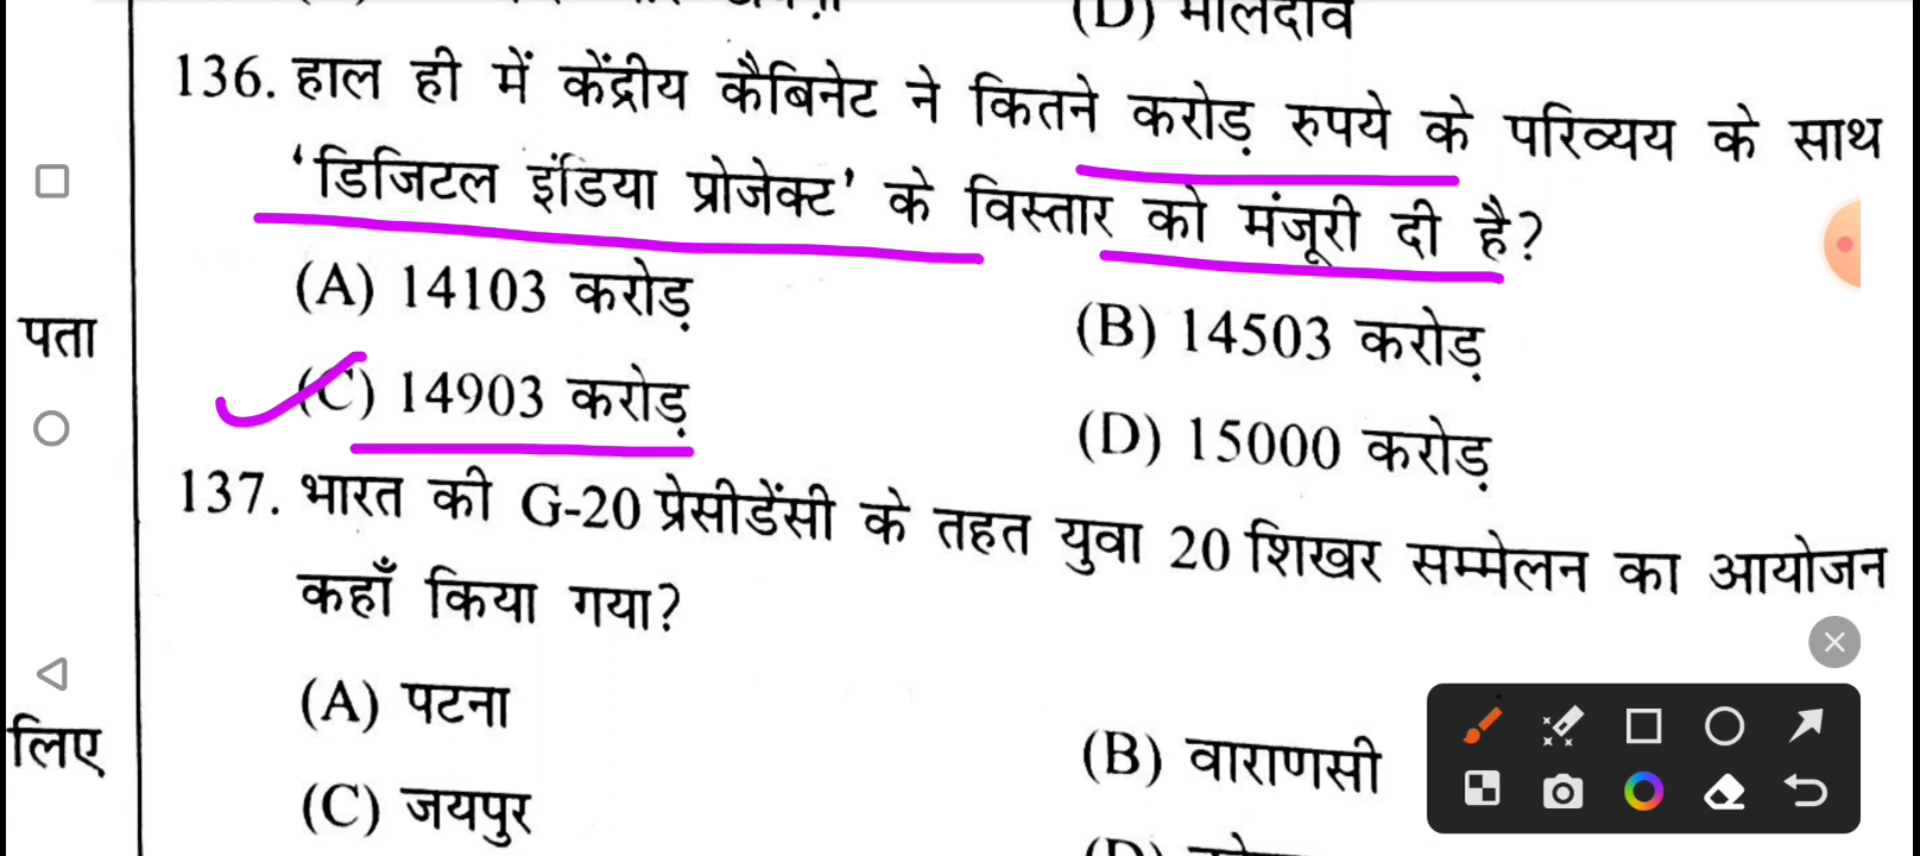 (D) मालदीव
136. हाल ही में केंद्रीय कैबिनेट ने कितने करोड़ रुपये के परिव्यय के साथ
‘डिजिटल इंडिया प्रोजेक्ट’ के विस्तार को मंजूरी दी है?
(A) 14103 करोड़
(B) 14503 करोड़
पता
(C) 14903 करोड़
(D) 15000 करोड़
137. भारत की G-20 प्रेसीडेंसी के तहत युवा 20 शिखर सम्मेलन का आयोजन
कहाँ किया गया?
(A) पटना
लिए
(B) वाराणसी
(C) जयपुर